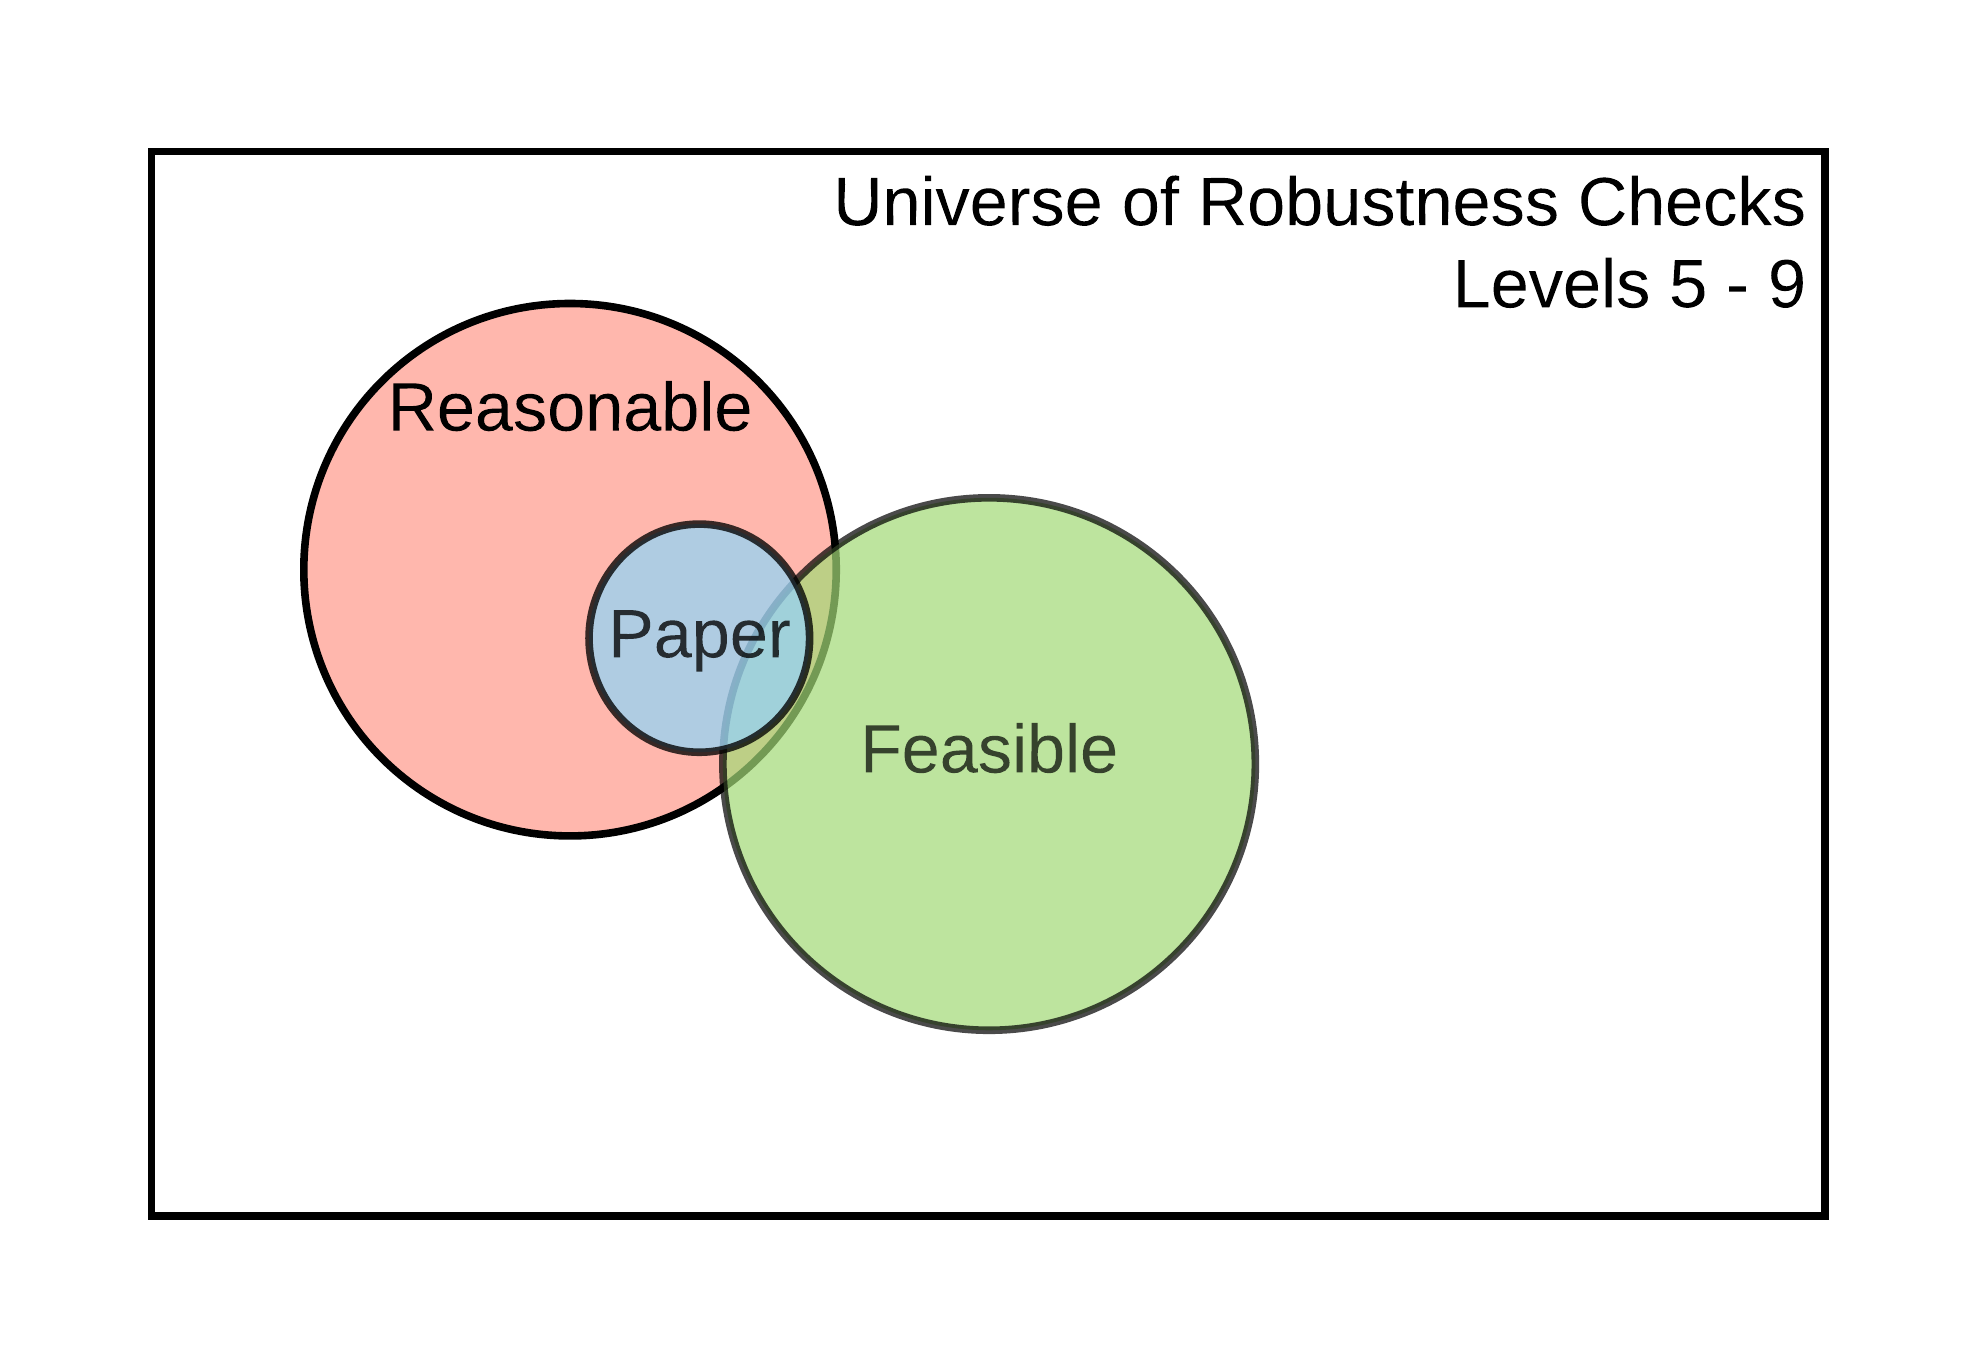 Universe of Robustness Checks
Levels 5 - 9
Reasonable
Paper
Feasible